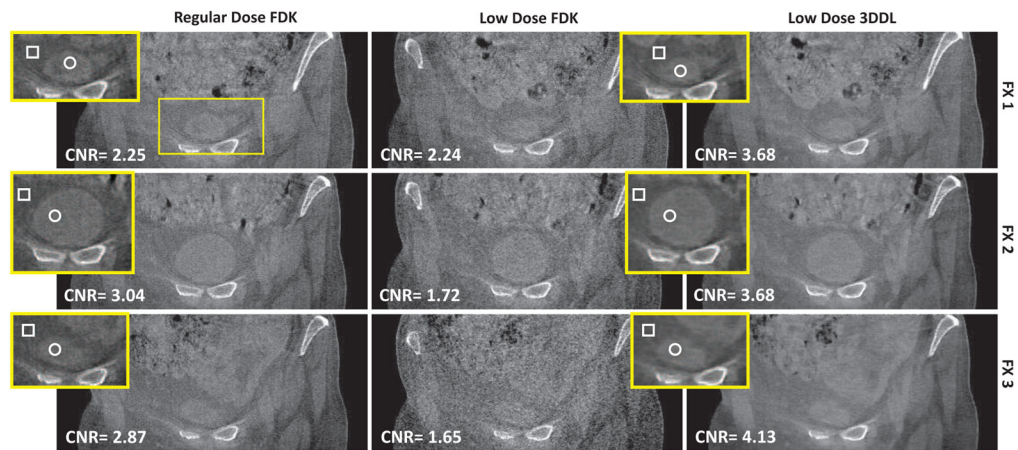 Regular Dose FDK
Low Dose FDK
Low Dose 3DDL
CNR= 2.25
CNR= 2.24
CNR= 3.68
FX 1
CNR= 3.04
CNR= 1.72
CNR= 3.68
FX 2
CNR= 2.87
CNR= 1.65
CNR= 4.13
FX 3